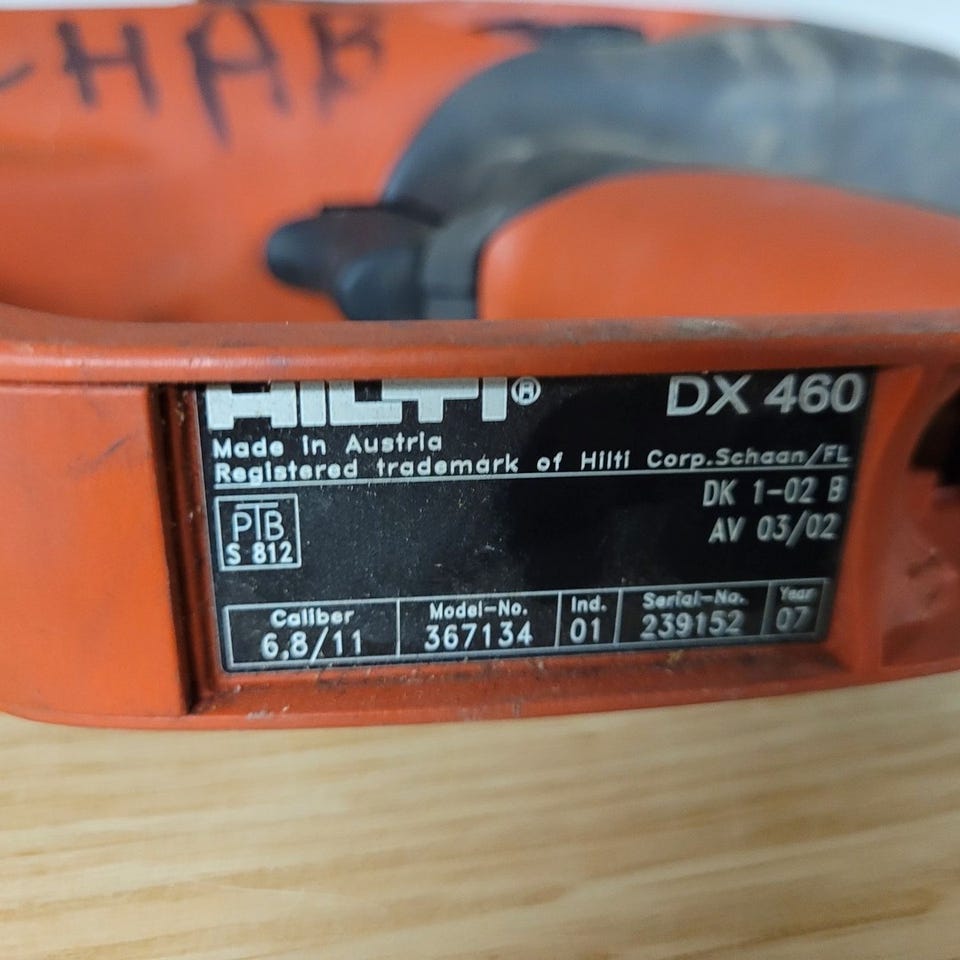 CHAB
HILTI® DX 460
Made in Austria
Registered trademark of Hilti Corp.Schaan/FL
DK 1-02 B
AV 03/02
PTB
S 812
Caliber Model-No. Ind. Serial-No. Year
6,8/11 367134 01 239152 07